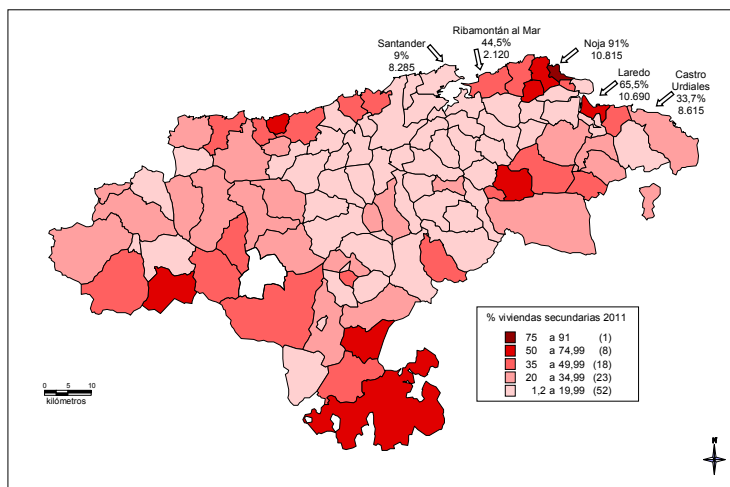 Ribamontán al Mar
44,5%
2.120
Santander
9%
8.285
Noja 91%
10.815
Laredo
65,5%
10.690
Castro
Urdiales
33,7%
8.615
% viviendas secundarias 2011
75 a 91 (1)
50 a 74,99 (8)
35 a 49,99 (18)
20 a 34,99 (23)
1,2 a 19,99 (52)
0 5 10
kilómetros
N